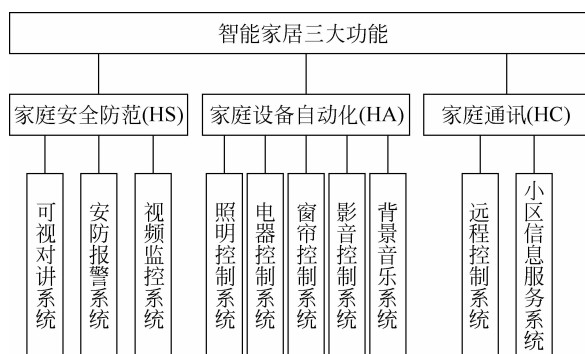 智能家居三大功能
家庭安全防范(HS)
家庭设备自动化(HA)
家庭通讯(HC)
可视对讲系统
安防报警系统
视频监控系统
照明控制系统
电器控制系统
窗帘控制系统
影音控制系统
背景音乐系统
远程控制系统
小区信息服务系统